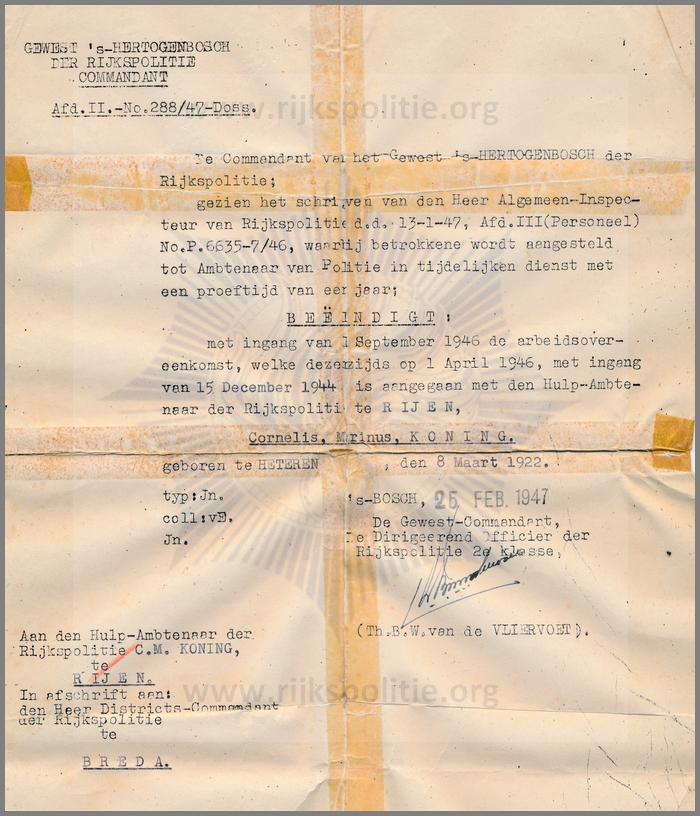 GEWEST 's-HERTOGENBOSCH
DER RIJKSPOLITIE
COMMANDANT
Afd.II.-No.288/47-Doss.
www.rijkspolitie.org
De Commandant van het Gewest 's-HERTOGENBOSCH der
Rijkspolitie;
gezien het schrijven van den Heer Algemeen-Inspec-
teur van Rijkspolitie d.d. 13-1-47, Afd.III(Personeel)
No.P.6635-7/46, waarbij betrokkene wordt aangesteld
tot Ambtenaar van Politie in tijdelijken dienst met
een proeftijd van een jaar;
B E Ë I N D I G T :
met ingang van 1 September 1946 de arbeidsover-
eenkomst, welke dezerzijds op 1 April 1946, met ingang
van 15 December 1944 is aangegaan met den Hulp-Ambte-
naar der Rijkspolitie te R I J E N,
Cornelis, Marinus, K O N I N G.
geboren te HETEREN , den 8 Maart 1922.
typ:Jn.
coll:vE.
Jn.
's-BOSCH, 25 FEB. 1947
De Gewest-Commandant,
De Dirigeerend Officier der
Rijkspolitie 2e klasse,
(Th.B.W.van de VLIERVOET).
Aan den Hulp-Ambtenaar der
Rijkspolitie C.M. KONING,
te
R I J E N.
In afschrift aan:
den Heer Districts-Commandant
der Rijkspolitie
te
B R E D A.
www.rijkspolitie.org